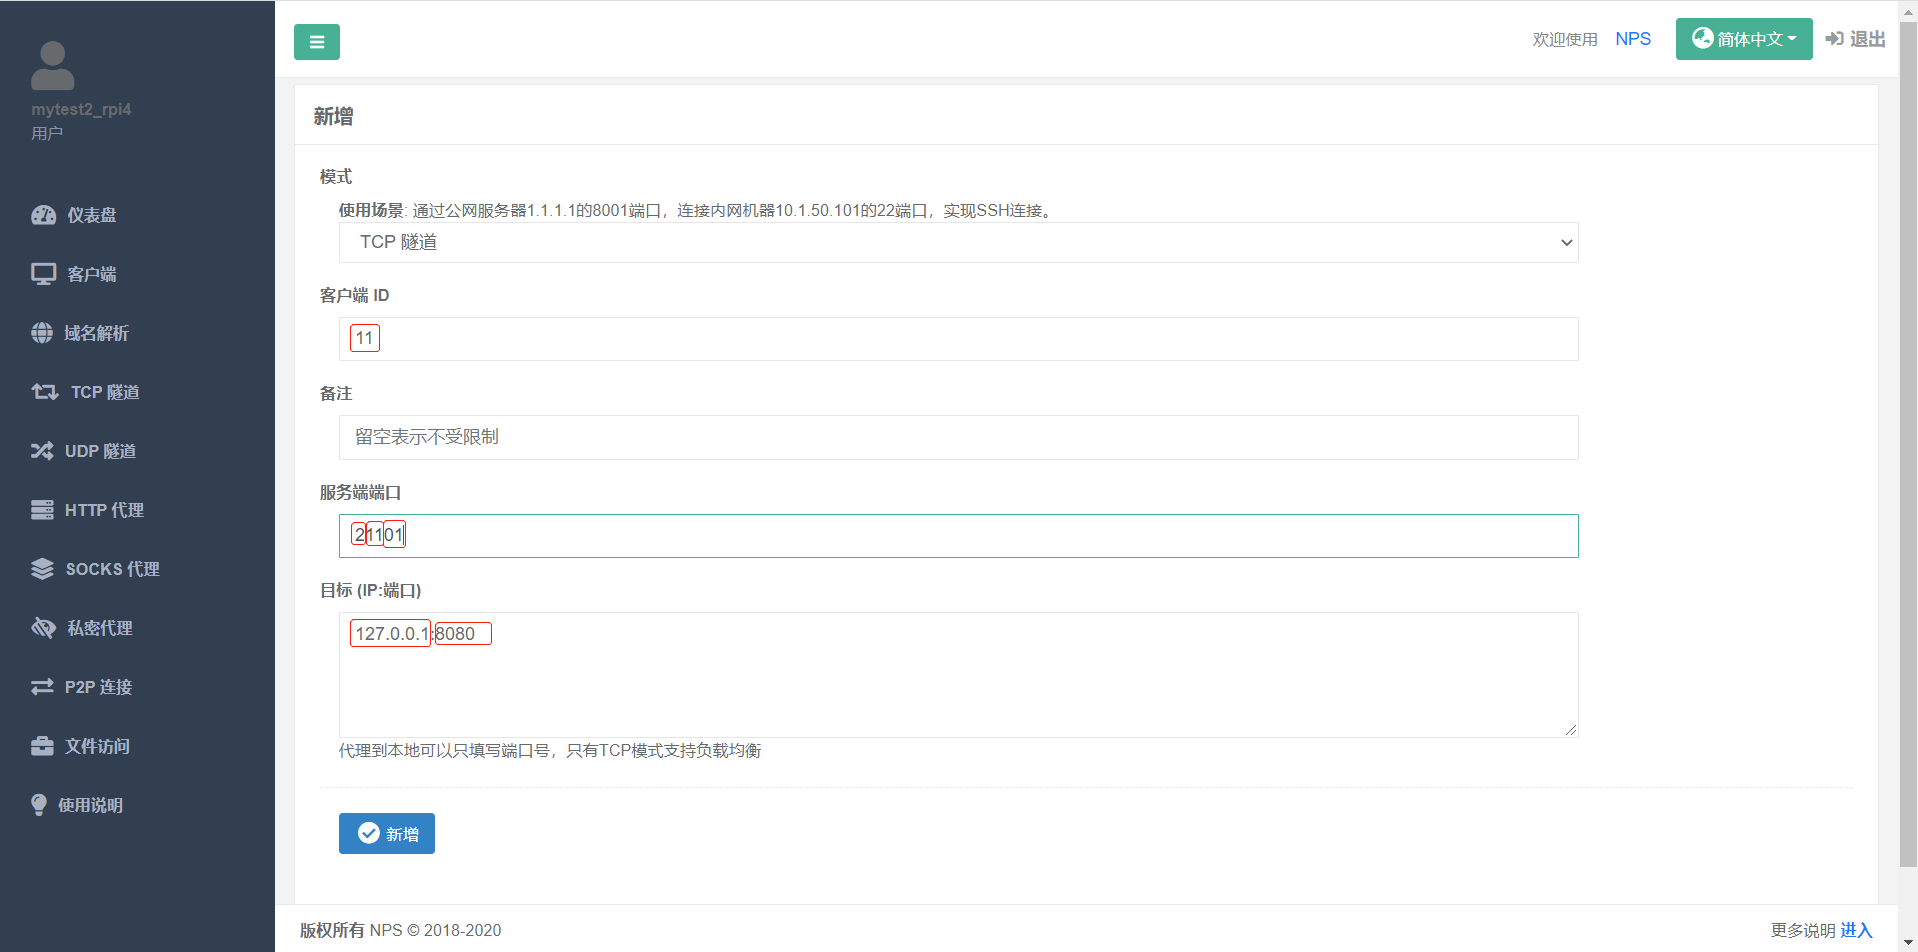 欢迎使用 NPS 简体中文 退出
mytest2_rpi4
用户
仪表盘
客户端
域名解析
TCP 隧道
UDP 隧道
HTTP 代理
SOCKS 代理
私密代理
P2P 连接
文件访问
使用说明
新增
模式
使用场景: 通过公网服务器1.1.1.1的8001端口，连接内网机器10.1.50.101的22端口，实现SSH连接。
TCP 隧道
客户端 ID
11
备注
留空表示不受限制
服务端端口
21101
目标 (IP:端口)
127.0.0.1:8080
代理到本地可以只填写端口号，只有TCP模式支持负载均衡
新增
版权所有 NPS © 2018-2020
更多说明 进入